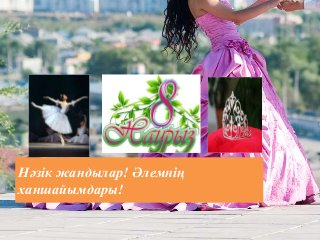 8
Наурыз
Нәзік жандылар! Әлемнің
ханшайымдары!